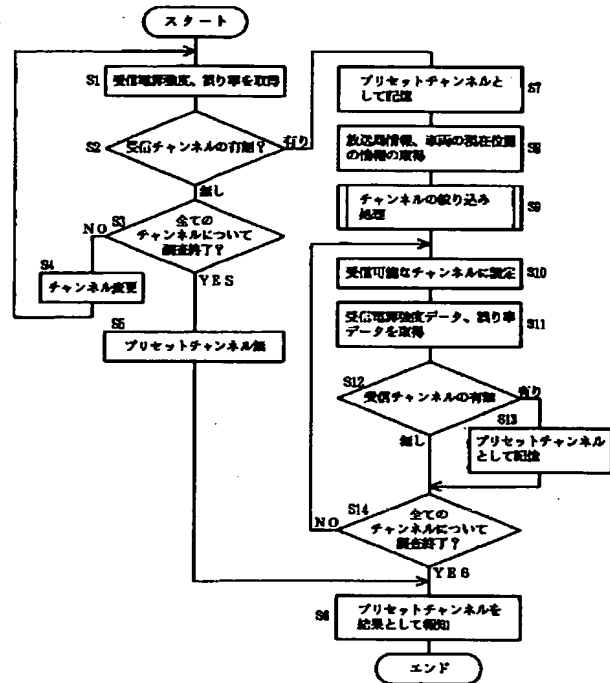 スタート
S1
受信電界強度、誤り率を取得
S2
受信チャンネルの有無?
有り
無し
S3
全ての
チャンネルについて
調査終了?
NO
YES
S4
チャンネル変更
S5
プリセットチャンネル無
プリセットチャンネルと
して記憶
S7
放送局情報、車両の現在位置
の情報の取得
S8
チャンネルの絞り込み
処理
S9
受信可能なチャンネルに設定
S10
受信電界強度データ、誤り率
データを取得
S11
S12
受信チャンネルの有無
有り
無し
S13
プリセットチャンネル
として記憶
S14
全ての
チャンネルについて
調査終了?
NO
YES
S6
プリセットチャンネルを
結果として報知
エンド